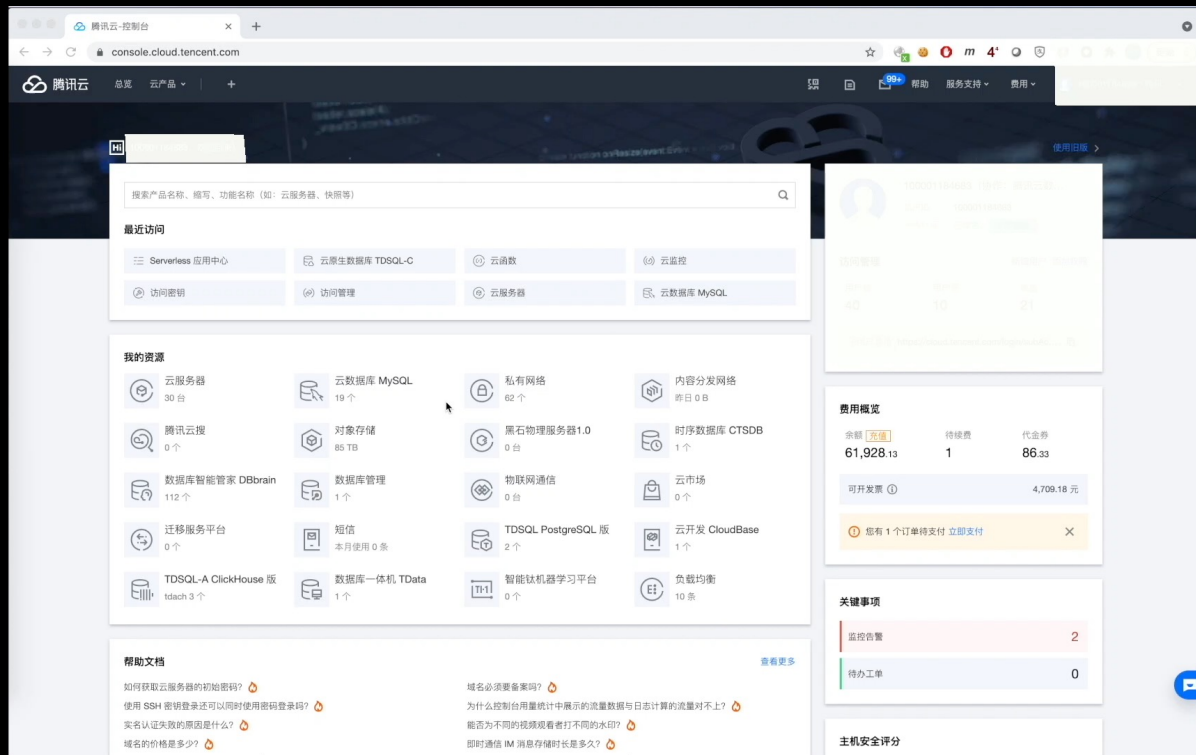 腾讯云-控制台
console.cloud.tencent.com
腾讯云 总览 云产品 99+ 帮助 服务支持 费用
Hi
使用旧版
搜索产品名称、缩写、功能名称(如:云服务器、快照等)
最近访问
Serverless 应用中心 云原生数据库 TDSQL-C 云函数 云监控
访问密钥 访问管理 云服务器 云数据库 MySQL
我的资源
云服务器 云数据库 MySQL 私有网络 内容分发网络
30 台 19 个 62 个 昨日 0 B
腾讯云搜 对象存储 黑石物理服务器1.0 时序数据库 CTSDB
0 个 85 TB 0 台 1 个
数据库智能管家 DBbrain 数据库管理 物联网通信 云市场
112 个 1 个 0 台 0 个
迁移服务平台 短信 TDSQL PostgreSQL 版 云开发 CloudBase
0 个 本月使用 0 条 2 个 1 个
TDSQL-A ClickHouse 版 数据库一体机 TData 智能钛机器学习平台 负载均衡
tdach 3 个 1 个 0 个 10 条
费用概览
余额 充值 待续费 代金券
61,928.13 1 86.33
可开发票 4,709.18 元
您有 1 个订单待支付 立即支付
关键事项
监控告警 2
待办工单 0
主机安全评分
帮助文档 查看更多
如何获取云服务器的初始密码? 域名必须要备案吗?
使用 SSH 密钥登录还可以同时使用密码登录吗? 为什么控制台用量统计中展示的流量数据与日志计算的流量对不上?
实名认证失败的原因是什么? 能否为不同的视频观看者打不同的水印?
域名的价格是多少? 即时通信 IM 消息存储时长是多久?